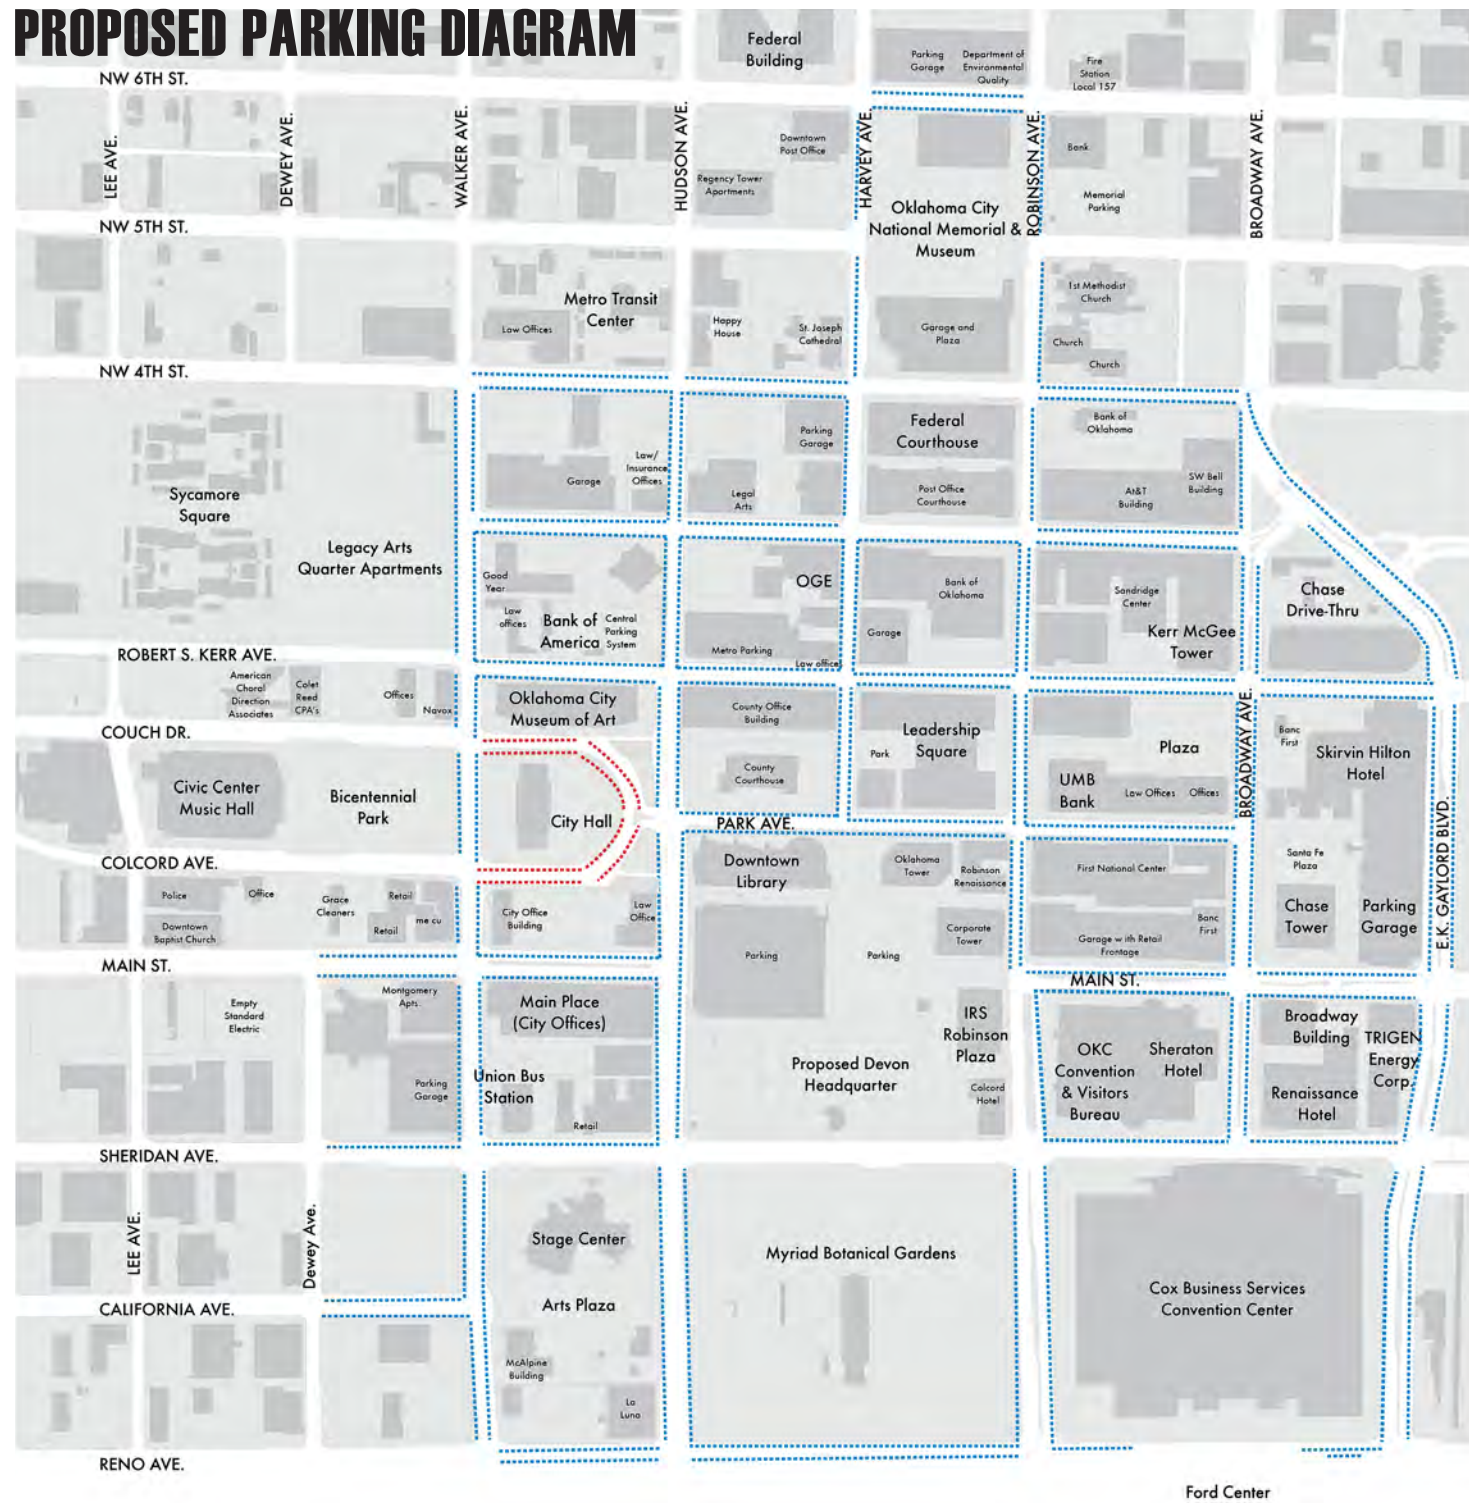 PROPOSED PARKING DIAGRAM
Federal
Building
Parking
Garage
Department of
Environmental
Quality
Fire
Station
Local 157
NW 6TH ST.
LEE AVE.
DEWEY AVE.
WALKER AVE.
HUDSON AVE.
HARVEY AVE.
ROBINSON AVE.
BROADWAY AVE.
Downtown
Post Office
Regency Tower
Apartments
Bank
Memorial
Parking
Oklahoma City
National Memorial &
Museum
NW 5TH ST.
Metro Transit
Center
Law Offices
Happy
House
St. Joseph
Cathedral
Garage and
Plaza
1st Methodist
Church
Church
Church
NW 4TH ST.
Sycamore
Square
Legacy Arts
Quarter Apartments
Garage
Law/
Insurance
Offices
Parking
Garage
Legal
Arts
Federal
Courthouse
Post Office
Courthouse
Bank of
Oklahoma
At&T
Building
SW Bell
Building
Good
Year
Law
offices
Bank of
America
Central
Parking
System
OGE
Metro Parking
Law offices
Bank of
Oklahoma
Garage
Sandridge
Center
Kerr McGee
Tower
Chase
Drive-Thru
ROBERT S. KERR AVE.
American
Choral
Direction
Associates
Colet
Reed
CPA's
Offices
Navox
Oklahoma City
Museum of Art
County Office
Building
County
Courthouse
Leadership
Square
Park
Plaza
UMB
Bank
Law Offices
Offices
BROADWAY AVE.
Banc
First
Skirvin Hilton
Hotel
E.K. GAYLORD BLVD.
COUCH DR.
Civic Center
Music Hall
Bicentennial
Park
City Hall
PARK AVE.
COLCORD AVE.
Police
Office
Downtown
Baptist Church
Grace
Cleaners
Retail
Retail
me cu
City Office
Building
Law
Office
Downtown
Library
Oklahoma
Tower
Robinson
Renaissance
Parking
Parking
Corporate
Tower
First National Center
Garage with Retail
Frontage
Banc
First
Santa Fe
Plaza
Chase
Tower
Parking
Garage
MAIN ST.
MAIN ST.
Empty
Standard
Electric
Montgomery
Apts.
Parking
Garage
Main Place
(City Offices)
Union Bus
Station
Retail
Proposed Devon
Headquarter
IRS
Robinson
Plaza
Colcord
Hotel
OKC
Convention
& Visitors
Bureau
Sheraton
Hotel
Broadway
Building
TRIGEN
Energy
Corp.
Renaissance
Hotel
SHERIDAN AVE.
LEE AVE.
Dewey Ave.
Stage Center
Arts Plaza
McAlpine
Building
La
Luna
Myriad Botanical Gardens
Cox Business Services
Convention Center
CALIFORNIA AVE.
RENO AVE.
Ford Center